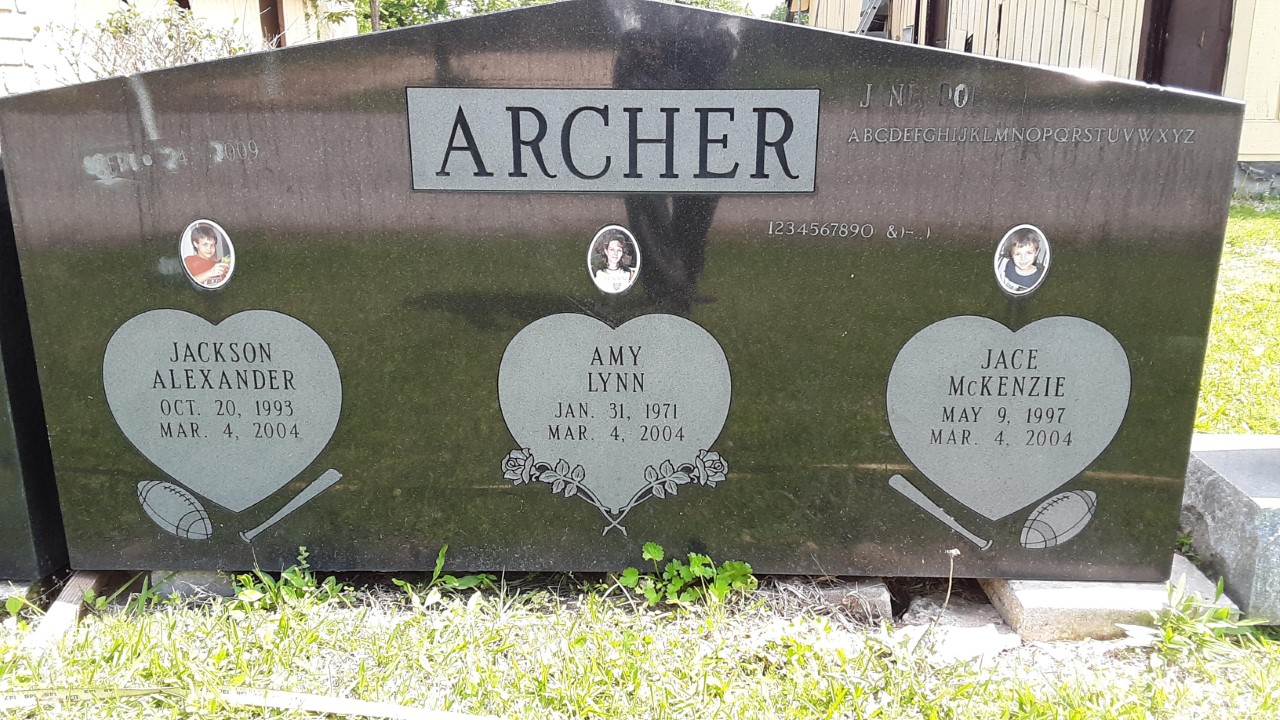 ARCHER
ABCDEFGHIJKLMNOPQRSTUVWXYZ
2009
1234567890 &
JACKSON
ALEXANDER
OCT. 20, 1993
MAR. 4, 2004
AMY
LYNN
JAN. 31, 1971
MAR. 4, 2004
JACE
McKENZIE
MAY 9, 1997
MAR. 4, 2004